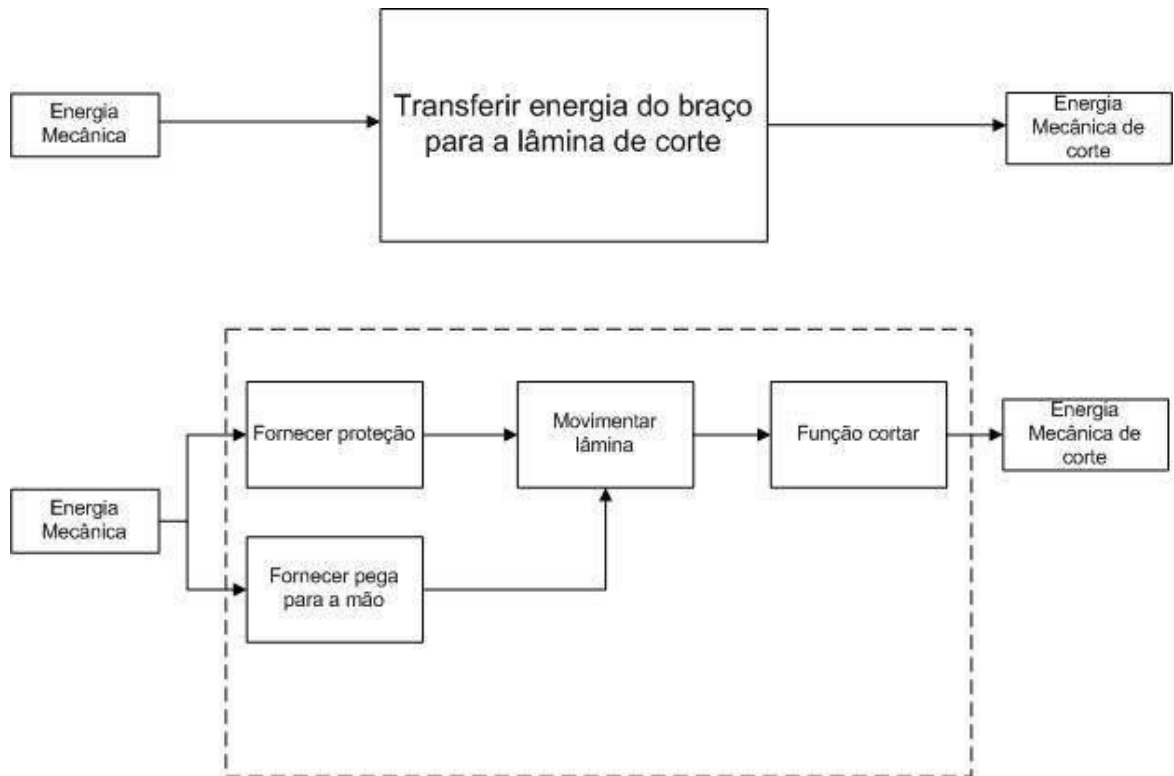 Energia
Mecânica
Transferir energia do braço
para a lâmina de corte
Energia
Mecânica de
corte
Energia
Mecânica
Fornecer proteção
Fornecer pega
para a mão
Movimentar
lâmina
Função cortar
Energia
Mecânica de
corte